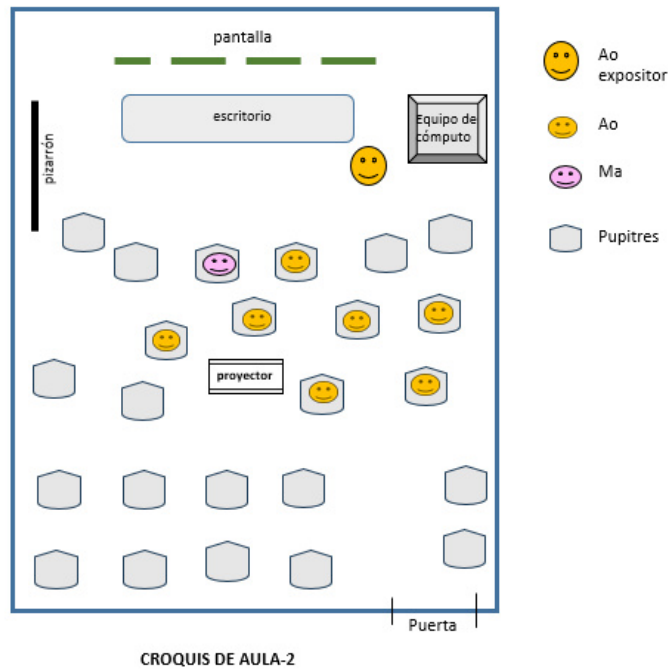 pantalla
escritorio
Equipo de
cómputo
pizarrón
proyector
Puerta
Ao
expositor
Ao
Ma
Pupitres
CROQUIS DE AULA-2